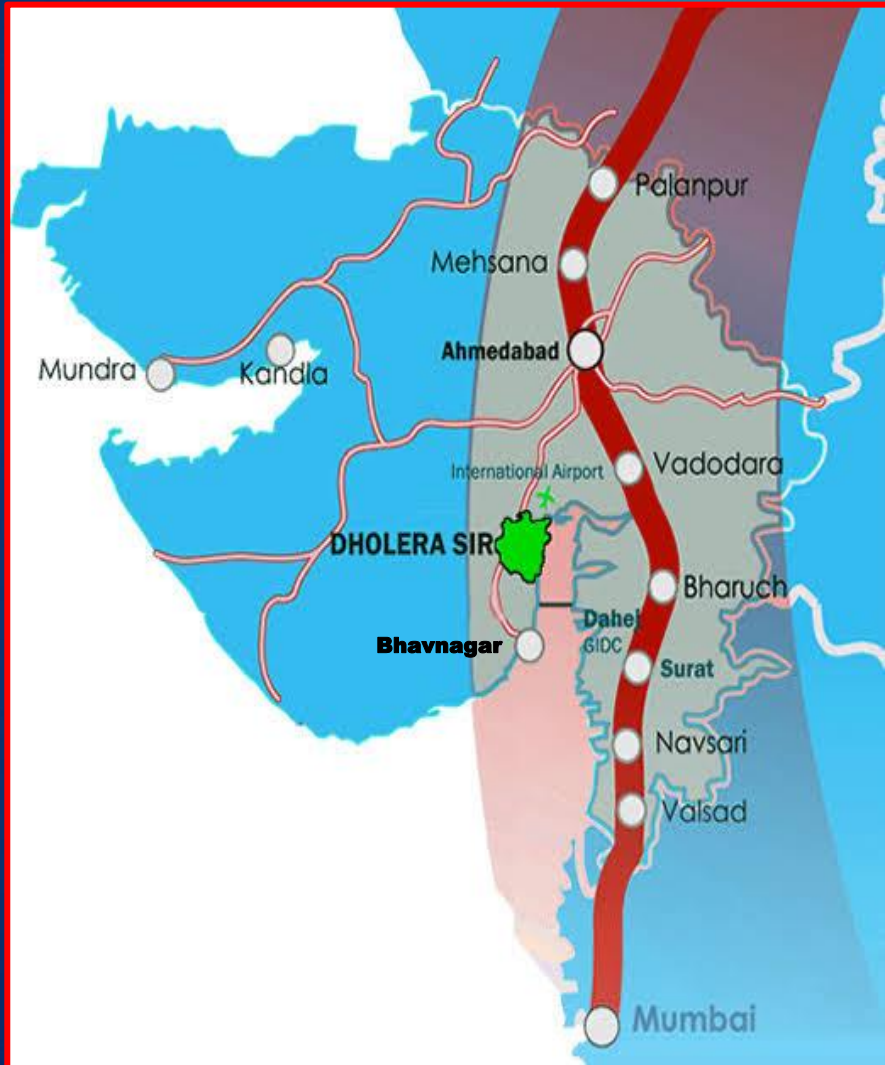 Palanpur
Mehsana
Ahmedabad
Mundra
Kandla
Vadodara
International Airport
DHOLERA SIR
Bharuch
Dahej
GIDC
Bhavnagar
Surat
Navsari
Valsad
Mumbai